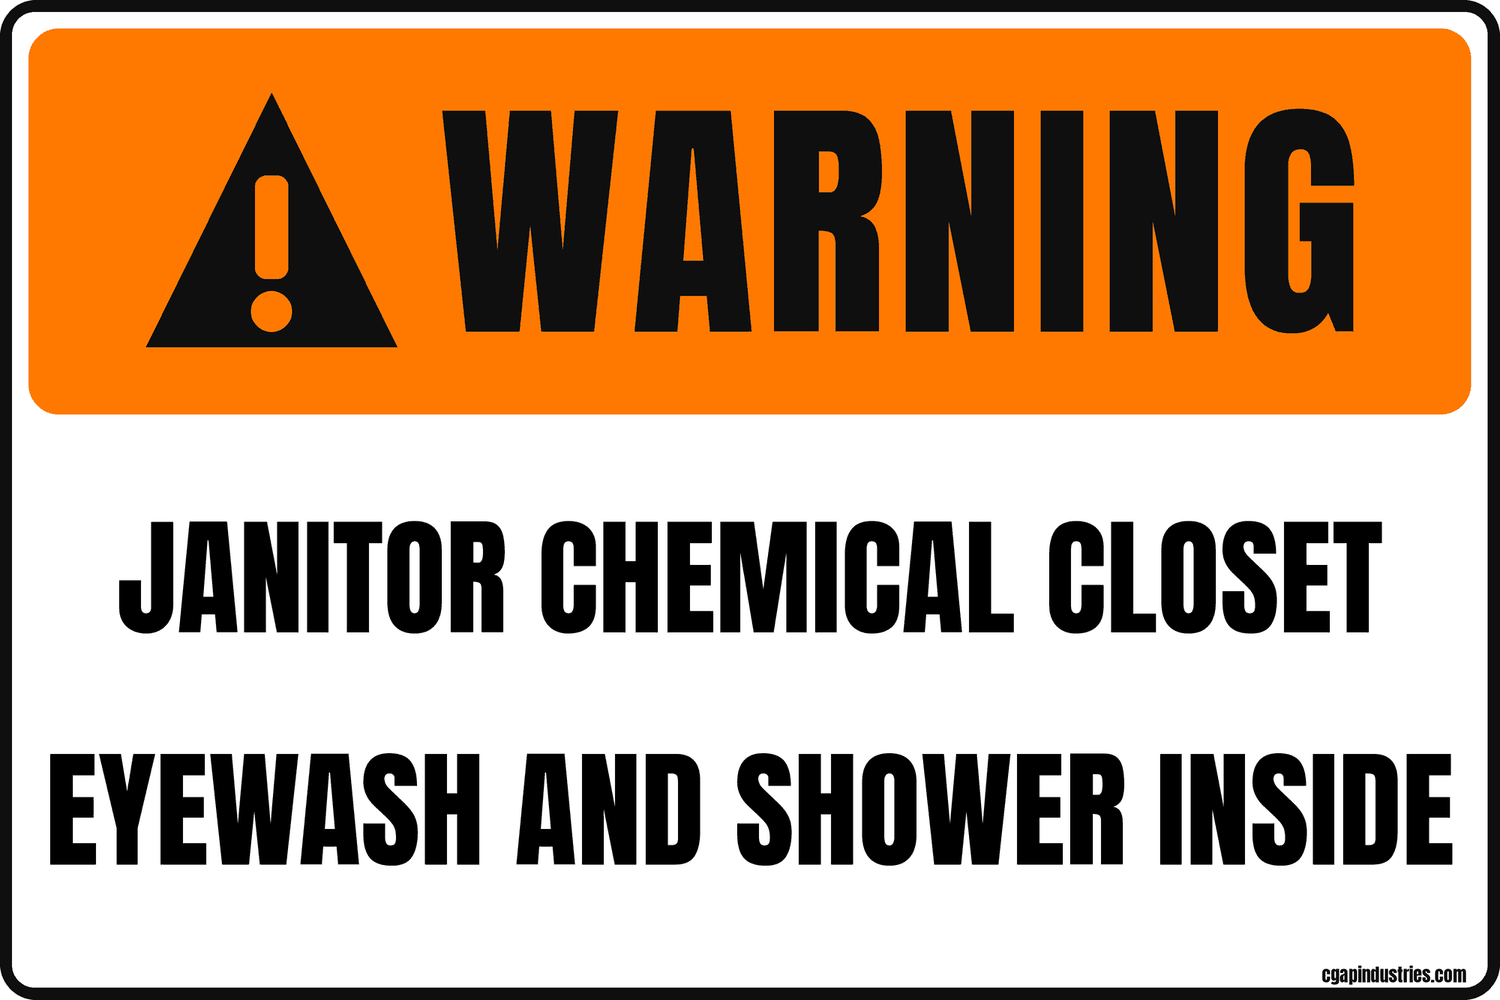 WARNING
JANITOR CHEMICAL CLOSET
EYEWASH AND SHOWER INSIDE
cgapindustries.com